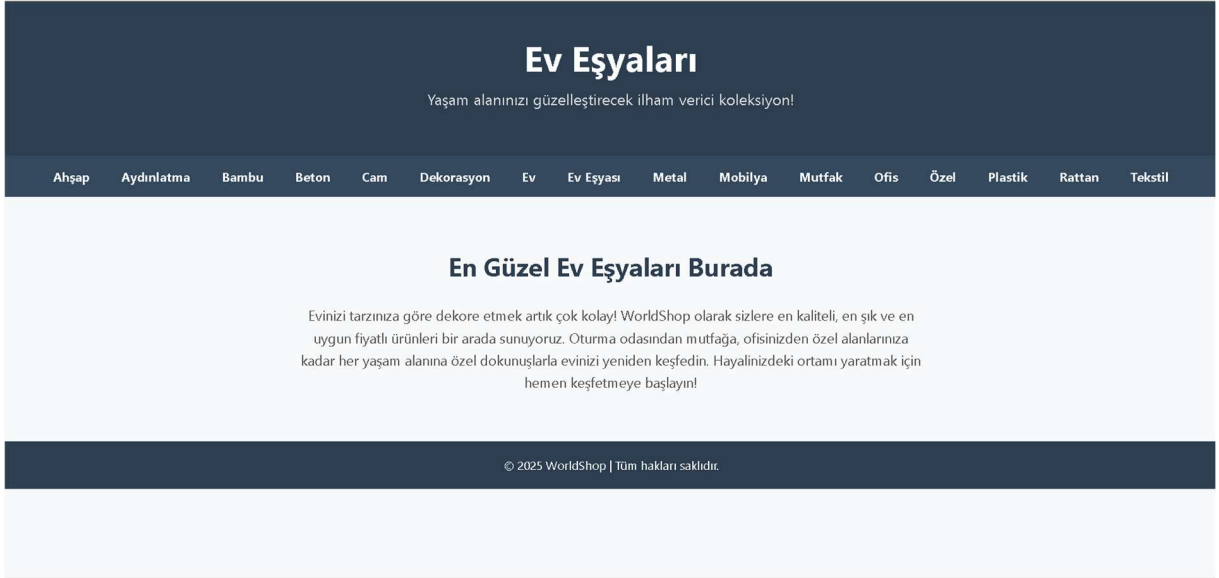 Ev Eşyaları
Yaşam alanınızı güzelleştirecek ilham verici koleksiyon!
Ahşap Aydınlatma Bambu Beton Cam Dekorasyon Ev Ev Eşyası Metal Mobilya Mutfak Ofis Özel Plastik Rattan Tekstil
En Güzel Ev Eşyaları Burada
Evinizi tarzınıza göre dekore etmek artık çok kolay! WorldShop olarak sizlere en kaliteli, en şık ve en
uygun fiyatlı ürünleri bir arada sunuyoruz. Oturma odasından mutfağa, ofisinizden özel alanlarınıza
kadar her yaşam alanına özel dokunuşlarla evinizi yeniden keşfedin. Hayalinizdeki ortamı yaratmak için
hemen keşfetmeye başlayın!
© 2025 WorldShop | Tüm hakları saklıdır.